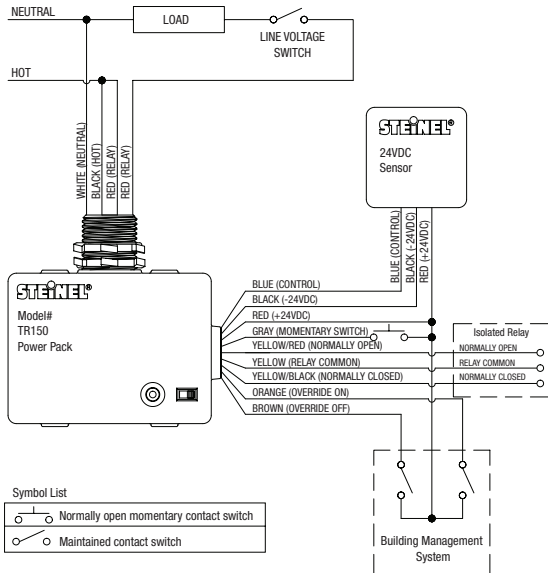 NEUTRAL
LOAD
LINE VOLTAGE
SWITCH
HOT
WHITE (NEUTRAL)
BLACK (HOT)
RED (RELAY)
RED (RELAY)
STEINEL®
24VDC
Sensor
BLUE (CONTROL)
BLACK (-24VDC)
RED (+24VDC)
STEINEL®
Model#
TR150
Power Pack
BLUE (CONTROL)
BLACK (-24VDC)
RED (+24VDC)
GRAY (MOMENTARY SWITCH)
YELLOW/RED (NORMALLY OPEN)
YELLOW (RELAY COMMON)
YELLOW/BLACK (NORMALLY CLOSED)
ORANGE (OVERRIDE ON)
BROWN (OVERRIDE OFF)
Isolated Relay
NORMALLY OPEN
RELAY COMMON
NORMALLY CLOSED
Building Management
System
Symbol List
Normally open momentary contact switch
Maintained contact switch